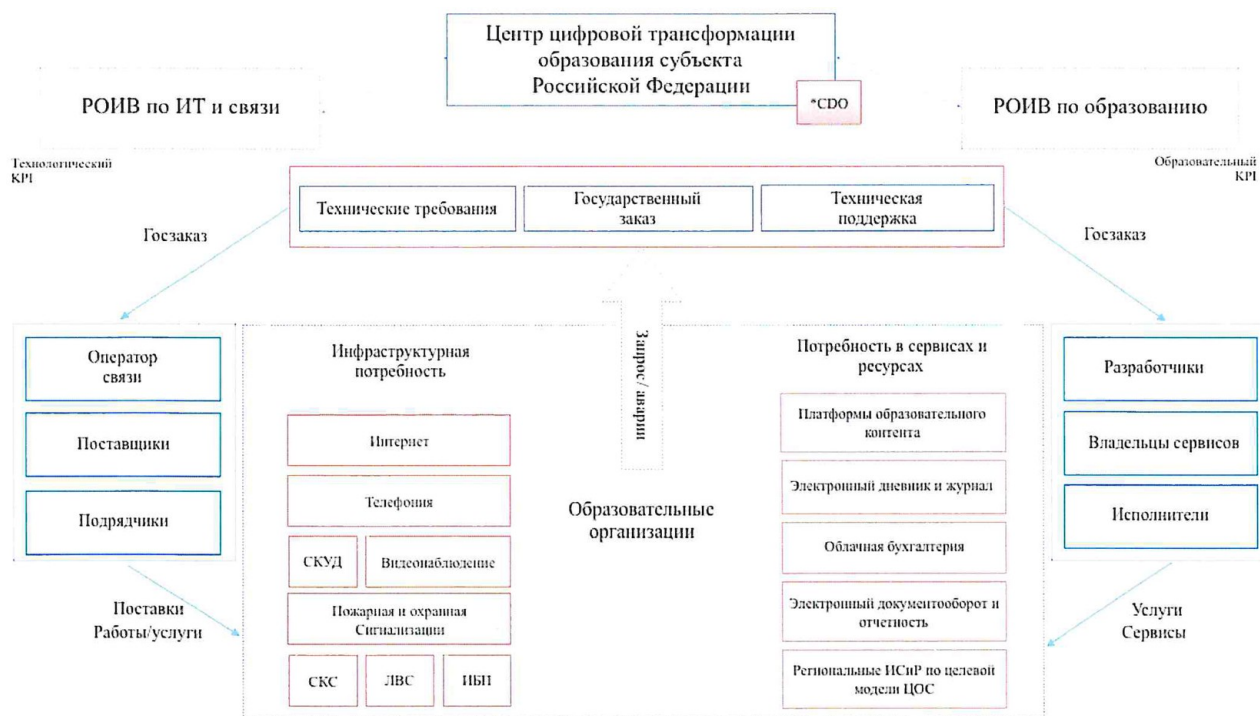 Центр цифровой трансформации
образования субъекта
Российской Федерации
*CDO
РОИВ по ИТ и связи
РОИВ по образованию
Технологический
KPI
Образовательный
KPI
Технические требования
Государственный
заказ
Техническая
поддержка
Госзаказ
Госзаказ
Оператор
связи
Поставщики
Подрядчики
Поставки
Работы/услуги
Инфраструктурная
потребность
Интернет
Телефония
СКУД
Видеонаблюдение
Пожарная и охранная
Сигнализации
СКС
ЛВС
ИБП
Запрос/ аварии
Образовательные
организации
Потребность в сервисах и
ресурсах
Платформы образовательного
контента
Электронный дневник и журнал
Облачная бухгалтерия
Электронный документооборот и
отчетность
Региональные ИСиР по целевой
модели ЦОС
Разработчики
Владельцы сервисов
Исполнители
Услуги
Сервисы